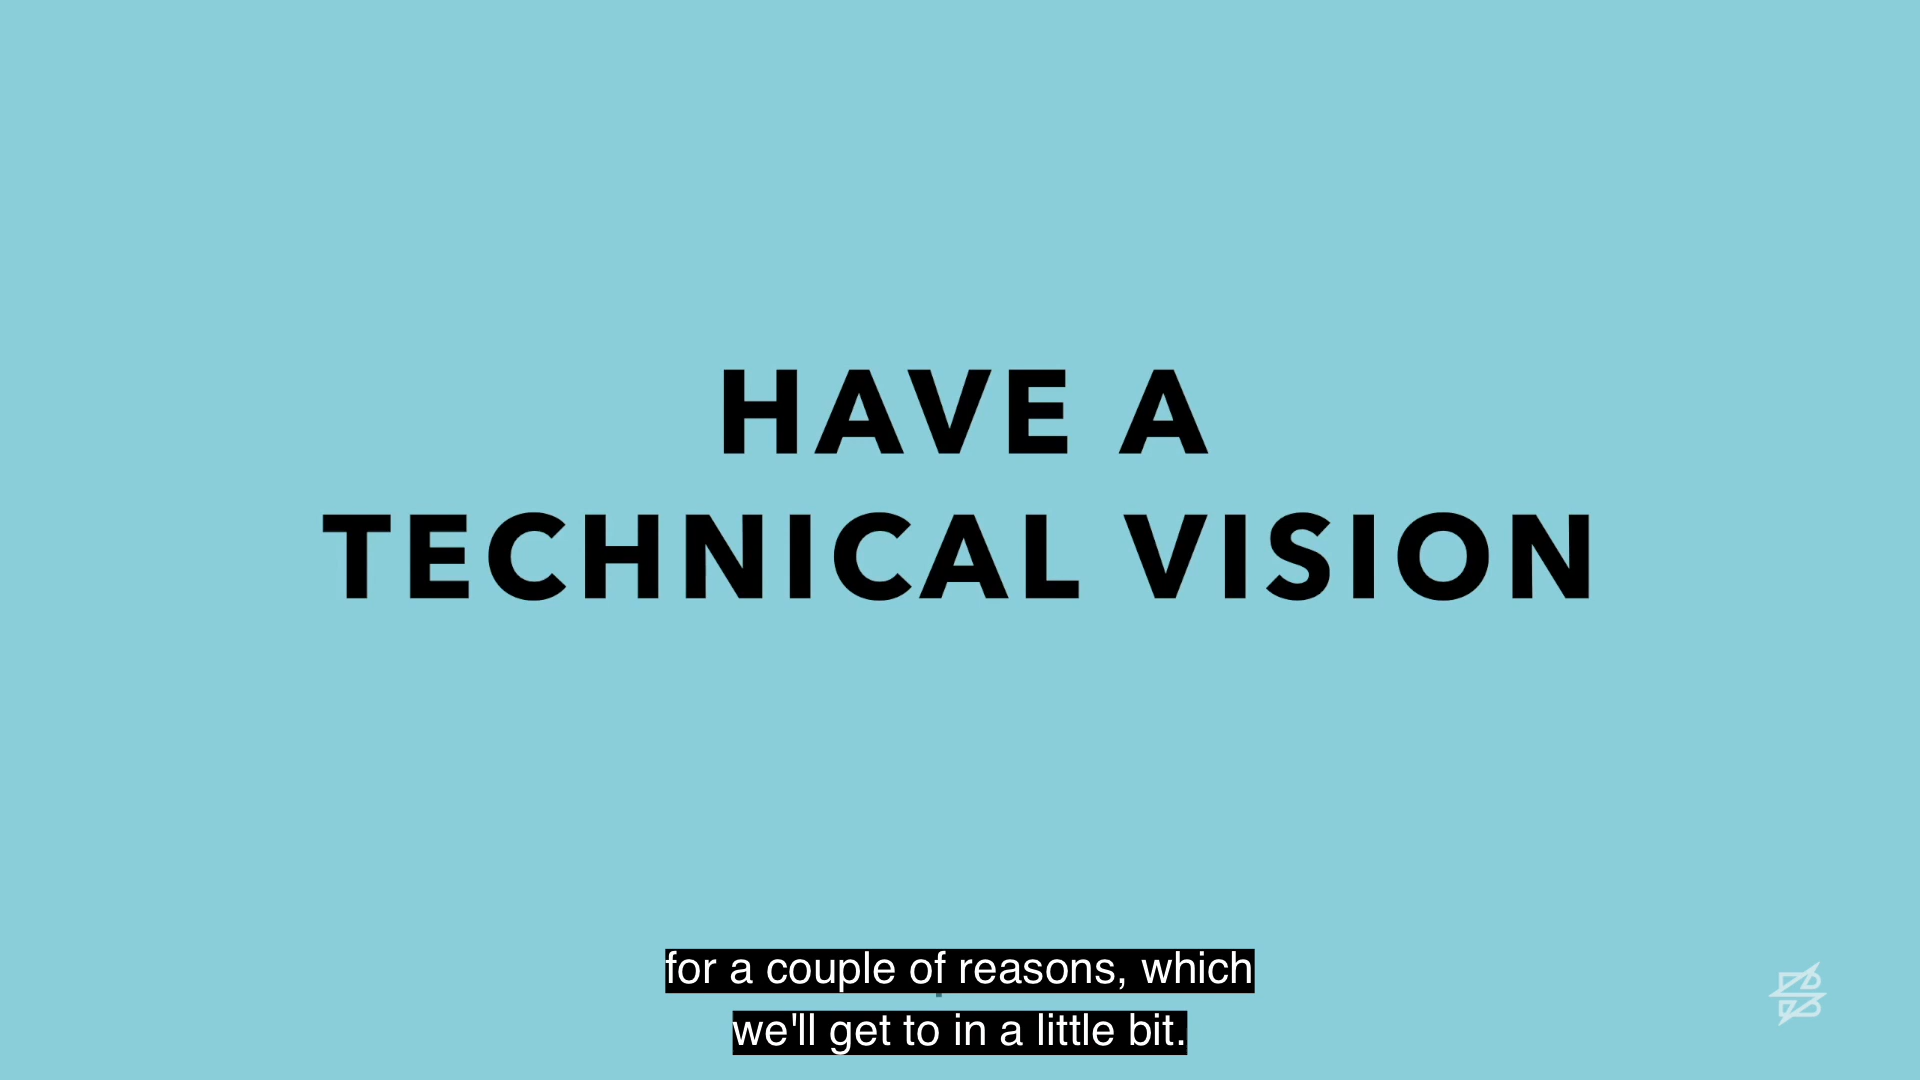 HAVE A
TECHNICAL VISION
for a couple of reasons, which
we'll get to in a little bit.